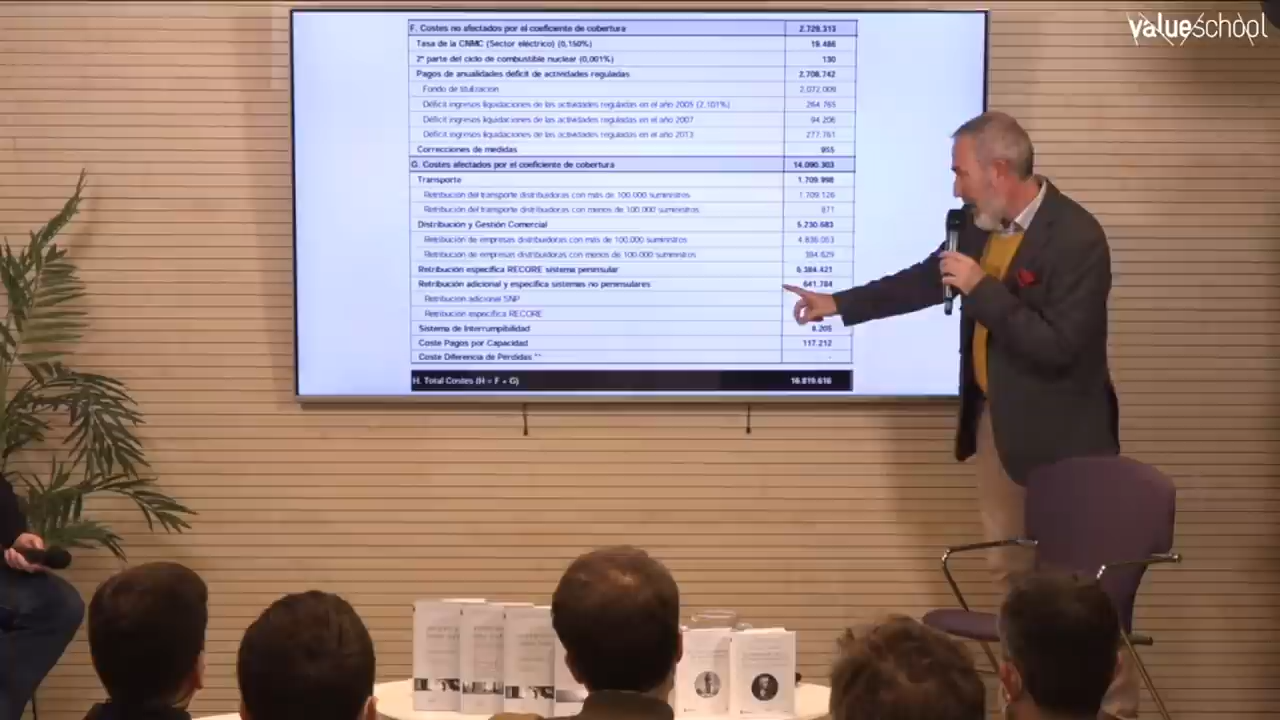 valueschool
F. Costes no afectados por el coeficiente de cobertura 2.729.313
Tasa de la CNMC (Sector eléctrico) (0,150%) 19.486
2ª parte del ciclo de combustible nuclear (0,001%) 130
Pagos de anualidades déficit de actividades reguladas 2.708.742
Fondo de titulización 2.072.009
Déficit ingresos liquidaciones de las actividades reguladas en el año 2005 (2,101%) 264.765
Déficit ingresos liquidaciones de las actividades reguladas en el año 2007 94.206
Déficit ingresos liquidaciones de las actividades reguladas en el año 2013 277.761
Correcciones de medidas 955
G. Costes afectados por el coeficiente de cobertura 14.090.303
Transporte 1.709.998
Retribución del transporte distribuidoras con más de 100.000 suministros 1.709.126
Retribución del transporte distribuidoras con menos de 100.000 suministros 871
Distribución y Gestión Comercial 5.230.683
Retribución de empresas distribuidoras con más de 100.000 suministros 4.836.053
Retribución de empresas distribuidoras con menos de 100.000 suministros 394.629
Retribución específica RECORE sistema peninsular 6.384.421
Retribución adicional y específica sistemas no peninsulares 641.784
Retribución adicional SNP
Retribución específica RECORE
Sistema de Interrumpibilidad 8.205
Coste Pagos por Capacidad 117.212
Coste Diferencia de Pérdidas ** -
H. Total Costes (H = F + G) 16.819.616